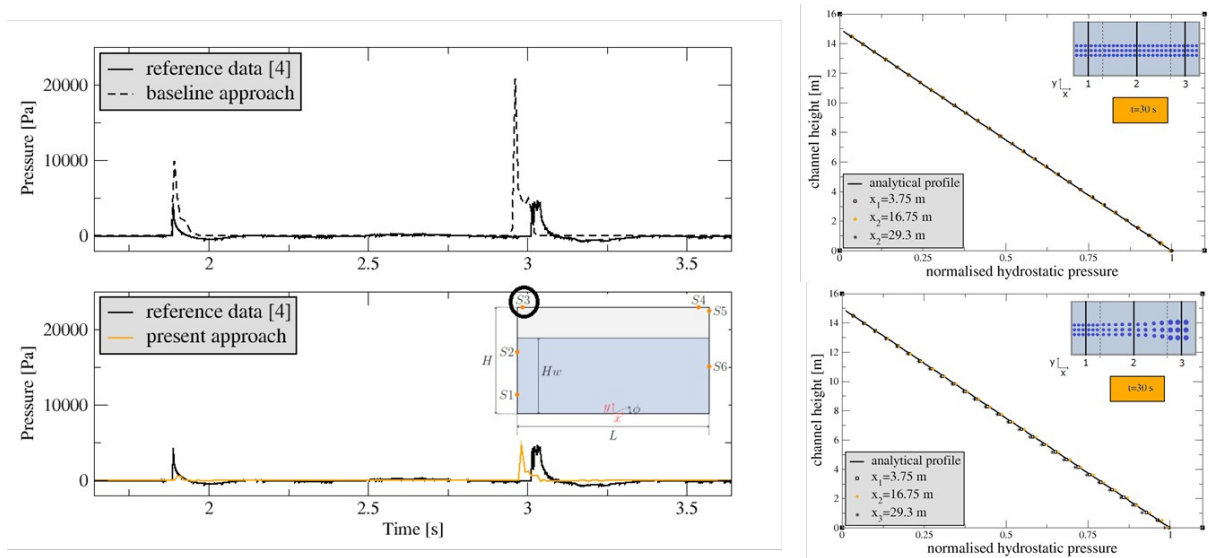 20000
10000
0
Pressure [Pa]
reference data [4]
baseline approach
2
2.5
3
3.5
20000
10000
0
Pressure [Pa]
reference data [4]
present approach
S3
S4
S5
S2
H
Hw
S6
S1
y
x
ϕ
L
2
2.5
3
3.5
Time [s]
16
14
12
10
8
6
4
2
0
channel height [m]
y
x
1
2
3
t=30 s
analytical profile
x1=3.75 m
x2=16.75 m
x2=29.3 m
0
0.25
0.5
0.75
1
normalised hydrostatic pressure
16
14
12
10
8
6
4
2
0
channel height [m]
y
x
1
2
3
t=30 s
analytical profile
x1=3.75 m
x2=16.75 m
x3=29.3 m
0
0.25
0.5
0.75
1
normalised hydrostatic pressure